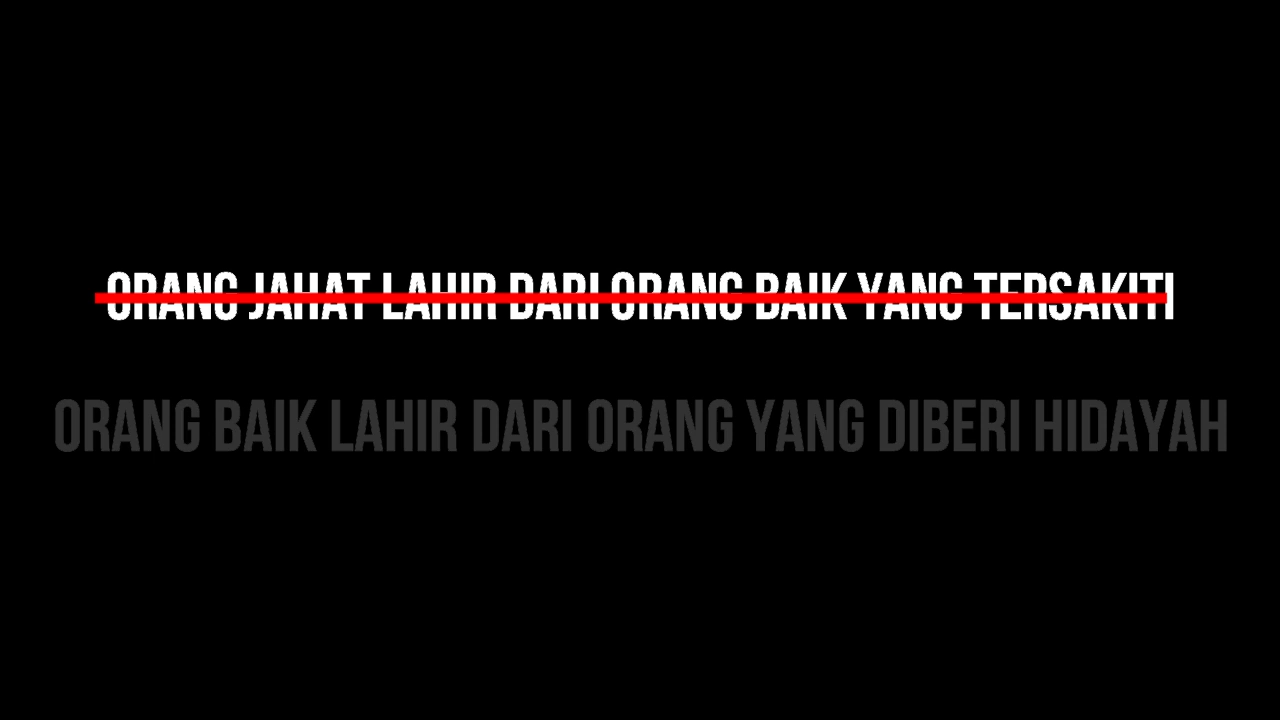 ORANG JAHAT LAHIR DARI ORANG BAIK YANG TERSAKITI
ORANG BAIK LAHIR DARI ORANG YANG DIBERI HIDAYAH